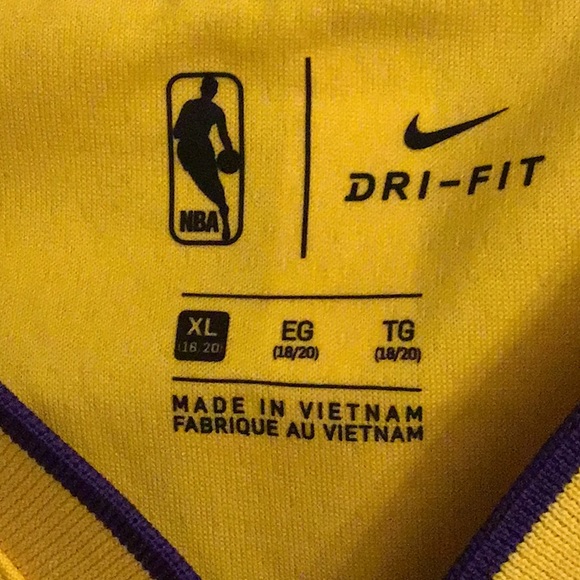 NBA
DRI-FIT
XL EG TG
(18/20) (18/20) (18/20)
MADE IN VIETNAM
FABRIQUE AU VIETNAM